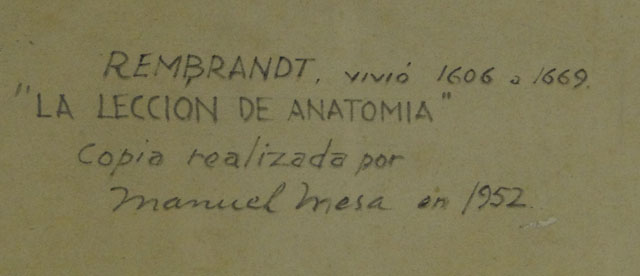 REMBRANDT, vivió 1606 a 1669.
"LA LECCION DE ANATOMIA"
Copia realizada por
Manuel Mesa en 1952